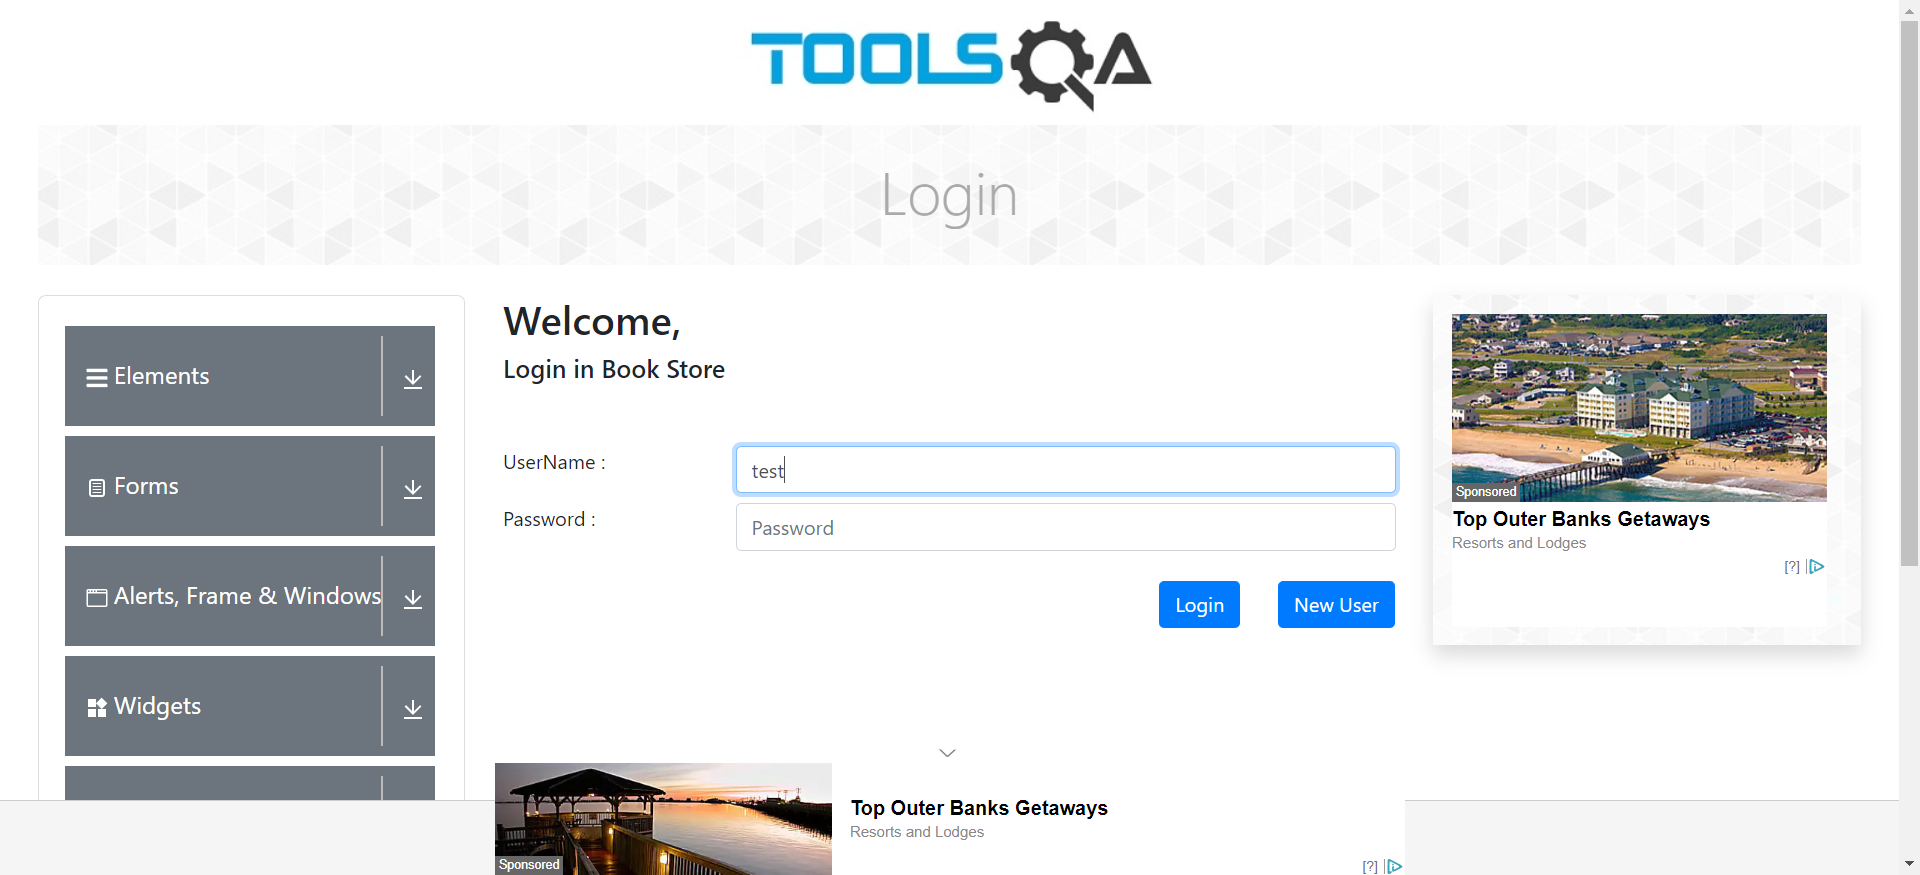 TOOLSQA
Login
Elements
Forms
Alerts, Frame & Windows
Widgets
Welcome,
Login in Book Store
UserName :
test
Password :
Password
Login
New User
Sponsored
Top Outer Banks Getaways
Resorts and Lodges
[?]
Sponsored
Top Outer Banks Getaways
Resorts and Lodges
[?]